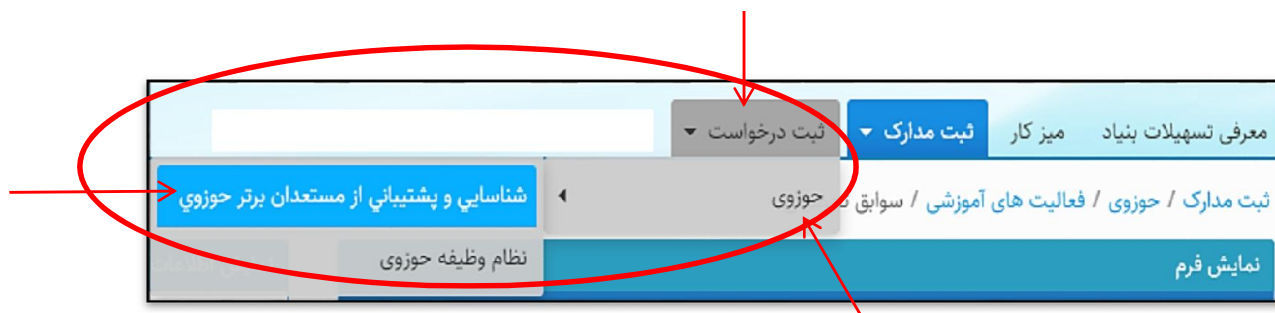 معرفی تسهیلات بنیاد میز کار ثبت مدارک ثبت درخواست
ثبت مدارک / حوزوی / فعالیت های آموزشی / سوابق
حوزوی
شناسايي و پشتيباني از مستعدان برتر حوزوي
نمایش فرم
نظام وظیفه حوزوی